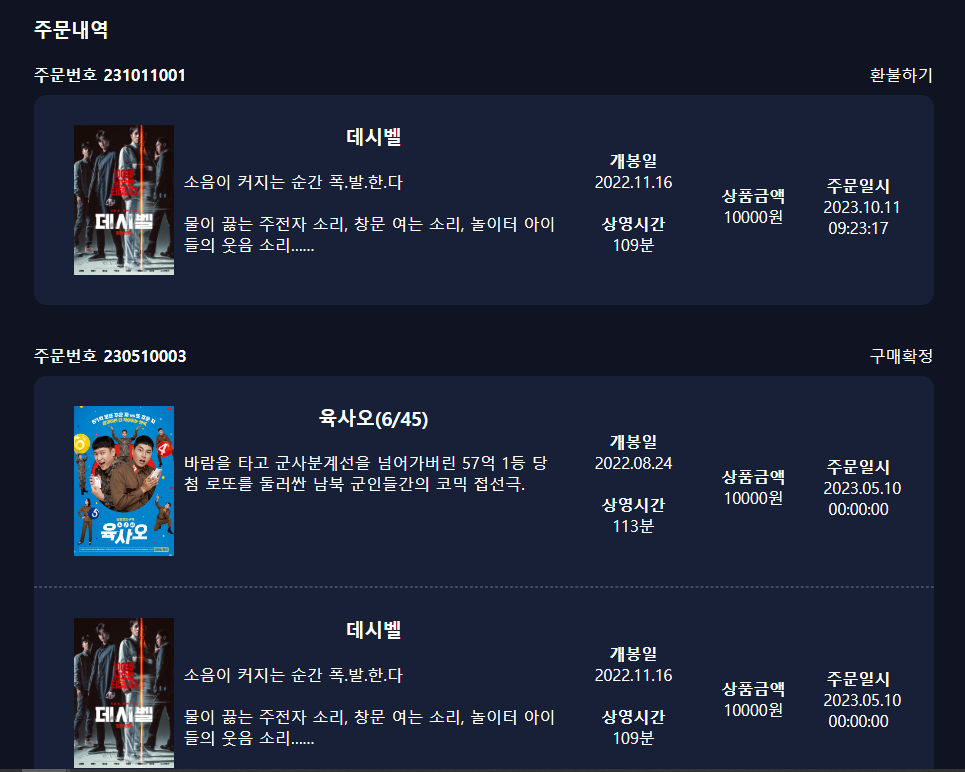 주문내역
주문번호 231011001
환불하기
데시벨
데시벨
소음이 커지는 순간 폭.발.한.다
물이 끓는 주전자 소리, 창문 여는 소리, 놀이터 아이
들의 웃음 소리......
개봉일
2022.11.16
상영시간
109분
상품금액
10000원
주문일시
2023.10.11
09:23:17
주문번호 230510003
구매확정
육사오
육사오(6/45)
바람을 타고 군사분계선을 넘어가버린 57억 1등 당
첨 로또를 둘러싼 남북 군인들간의 코믹 접선극.
개봉일
2022.08.24
상영시간
113분
상품금액
10000원
주문일시
2023.05.10
00:00:00
데시벨
데시벨
소음이 커지는 순간 폭.발.한.다
물이 끓는 주전자 소리, 창문 여는 소리, 놀이터 아이
들의 웃음 소리......
개봉일
2022.11.16
상영시간
109분
상품금액
10000원
주문일시
2023.05.10
00:00:00